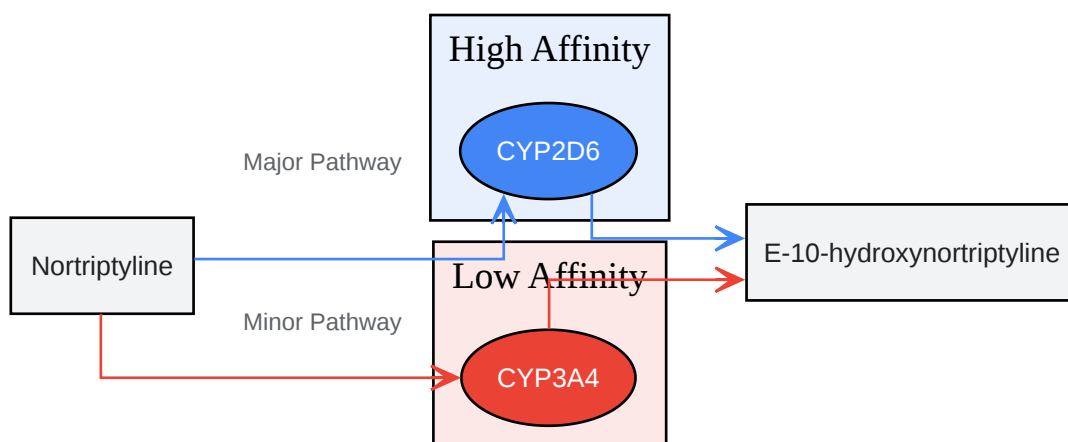 High Affinity
CYP2D6
Major Pathway
Nortriptyline
E-10-hydroxynortriptyline
Low Affinity
Minor Pathway
CYP3A4